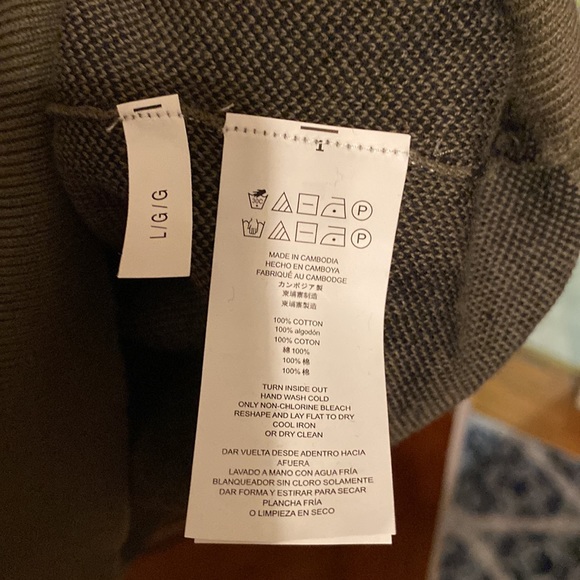 L/G/G
1
30C
P
P
MADE IN CAMBODIA
HECHO EN CAMBOYA
FABRIQUÉ AU CAMBODGE
カンボジア製
柬埔寨制造
柬埔寨製造
100% COTTON
100% algodón
100% COTON
綿 100%
100% 棉
100% 棉
TURN INSIDE OUT
HAND WASH COLD
ONLY NON-CHLORINE BLEACH
RESHAPE AND LAY FLAT TO DRY
COOL IRON
OR DRY CLEAN
DAR VUELTA DESDE ADENTRO HACIA
AFUERA
LAVADO A MANO CON AGUA FRÍA
BLANQUEADOR SIN CLORO SOLAMENTE
DAR FORMA Y ESTIRAR PARA SECAR
PLANCHA FRÍA
O LIMPIEZA EN SECO